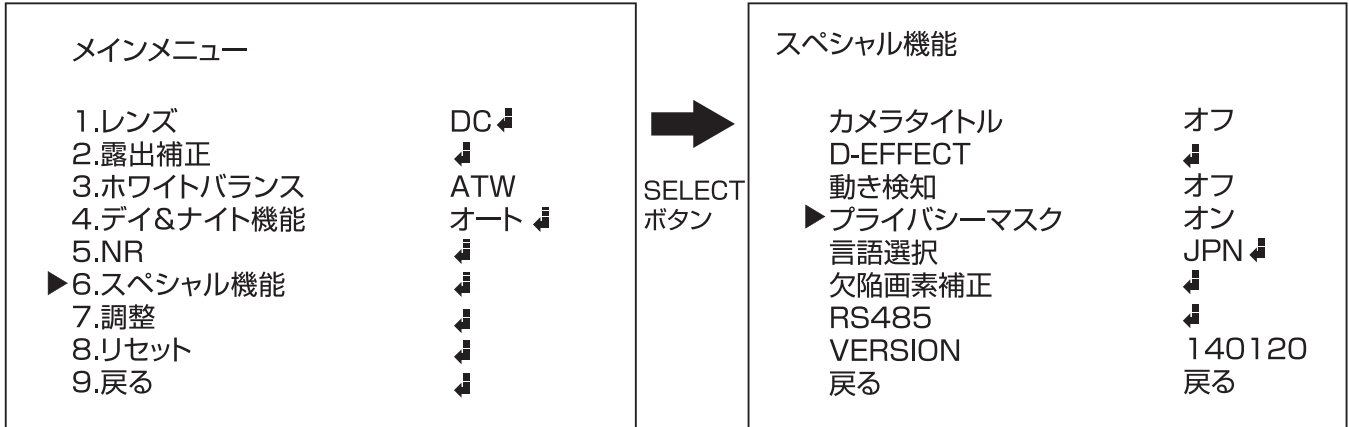 メインメニュー
1.レンズ DC↲
2.露出補正 ↲
3.ホワイトバランス ATW
4.デイ&ナイト機能 オート ↲
5.NR ↲
▶6.スペシャル機能 ↲
7.調整 ↲
8.リセット ↲
9.戻る ↲
SELECT
ボタン
スペシャル機能
カメラタイトル オフ
D-EFFECT ↲
動き検知 オフ
▶プライバシーマスク オン
言語選択 JPN↲
欠陥画素補正 ↲
RS485 ↲
VERSION 140120
戻る 戻る